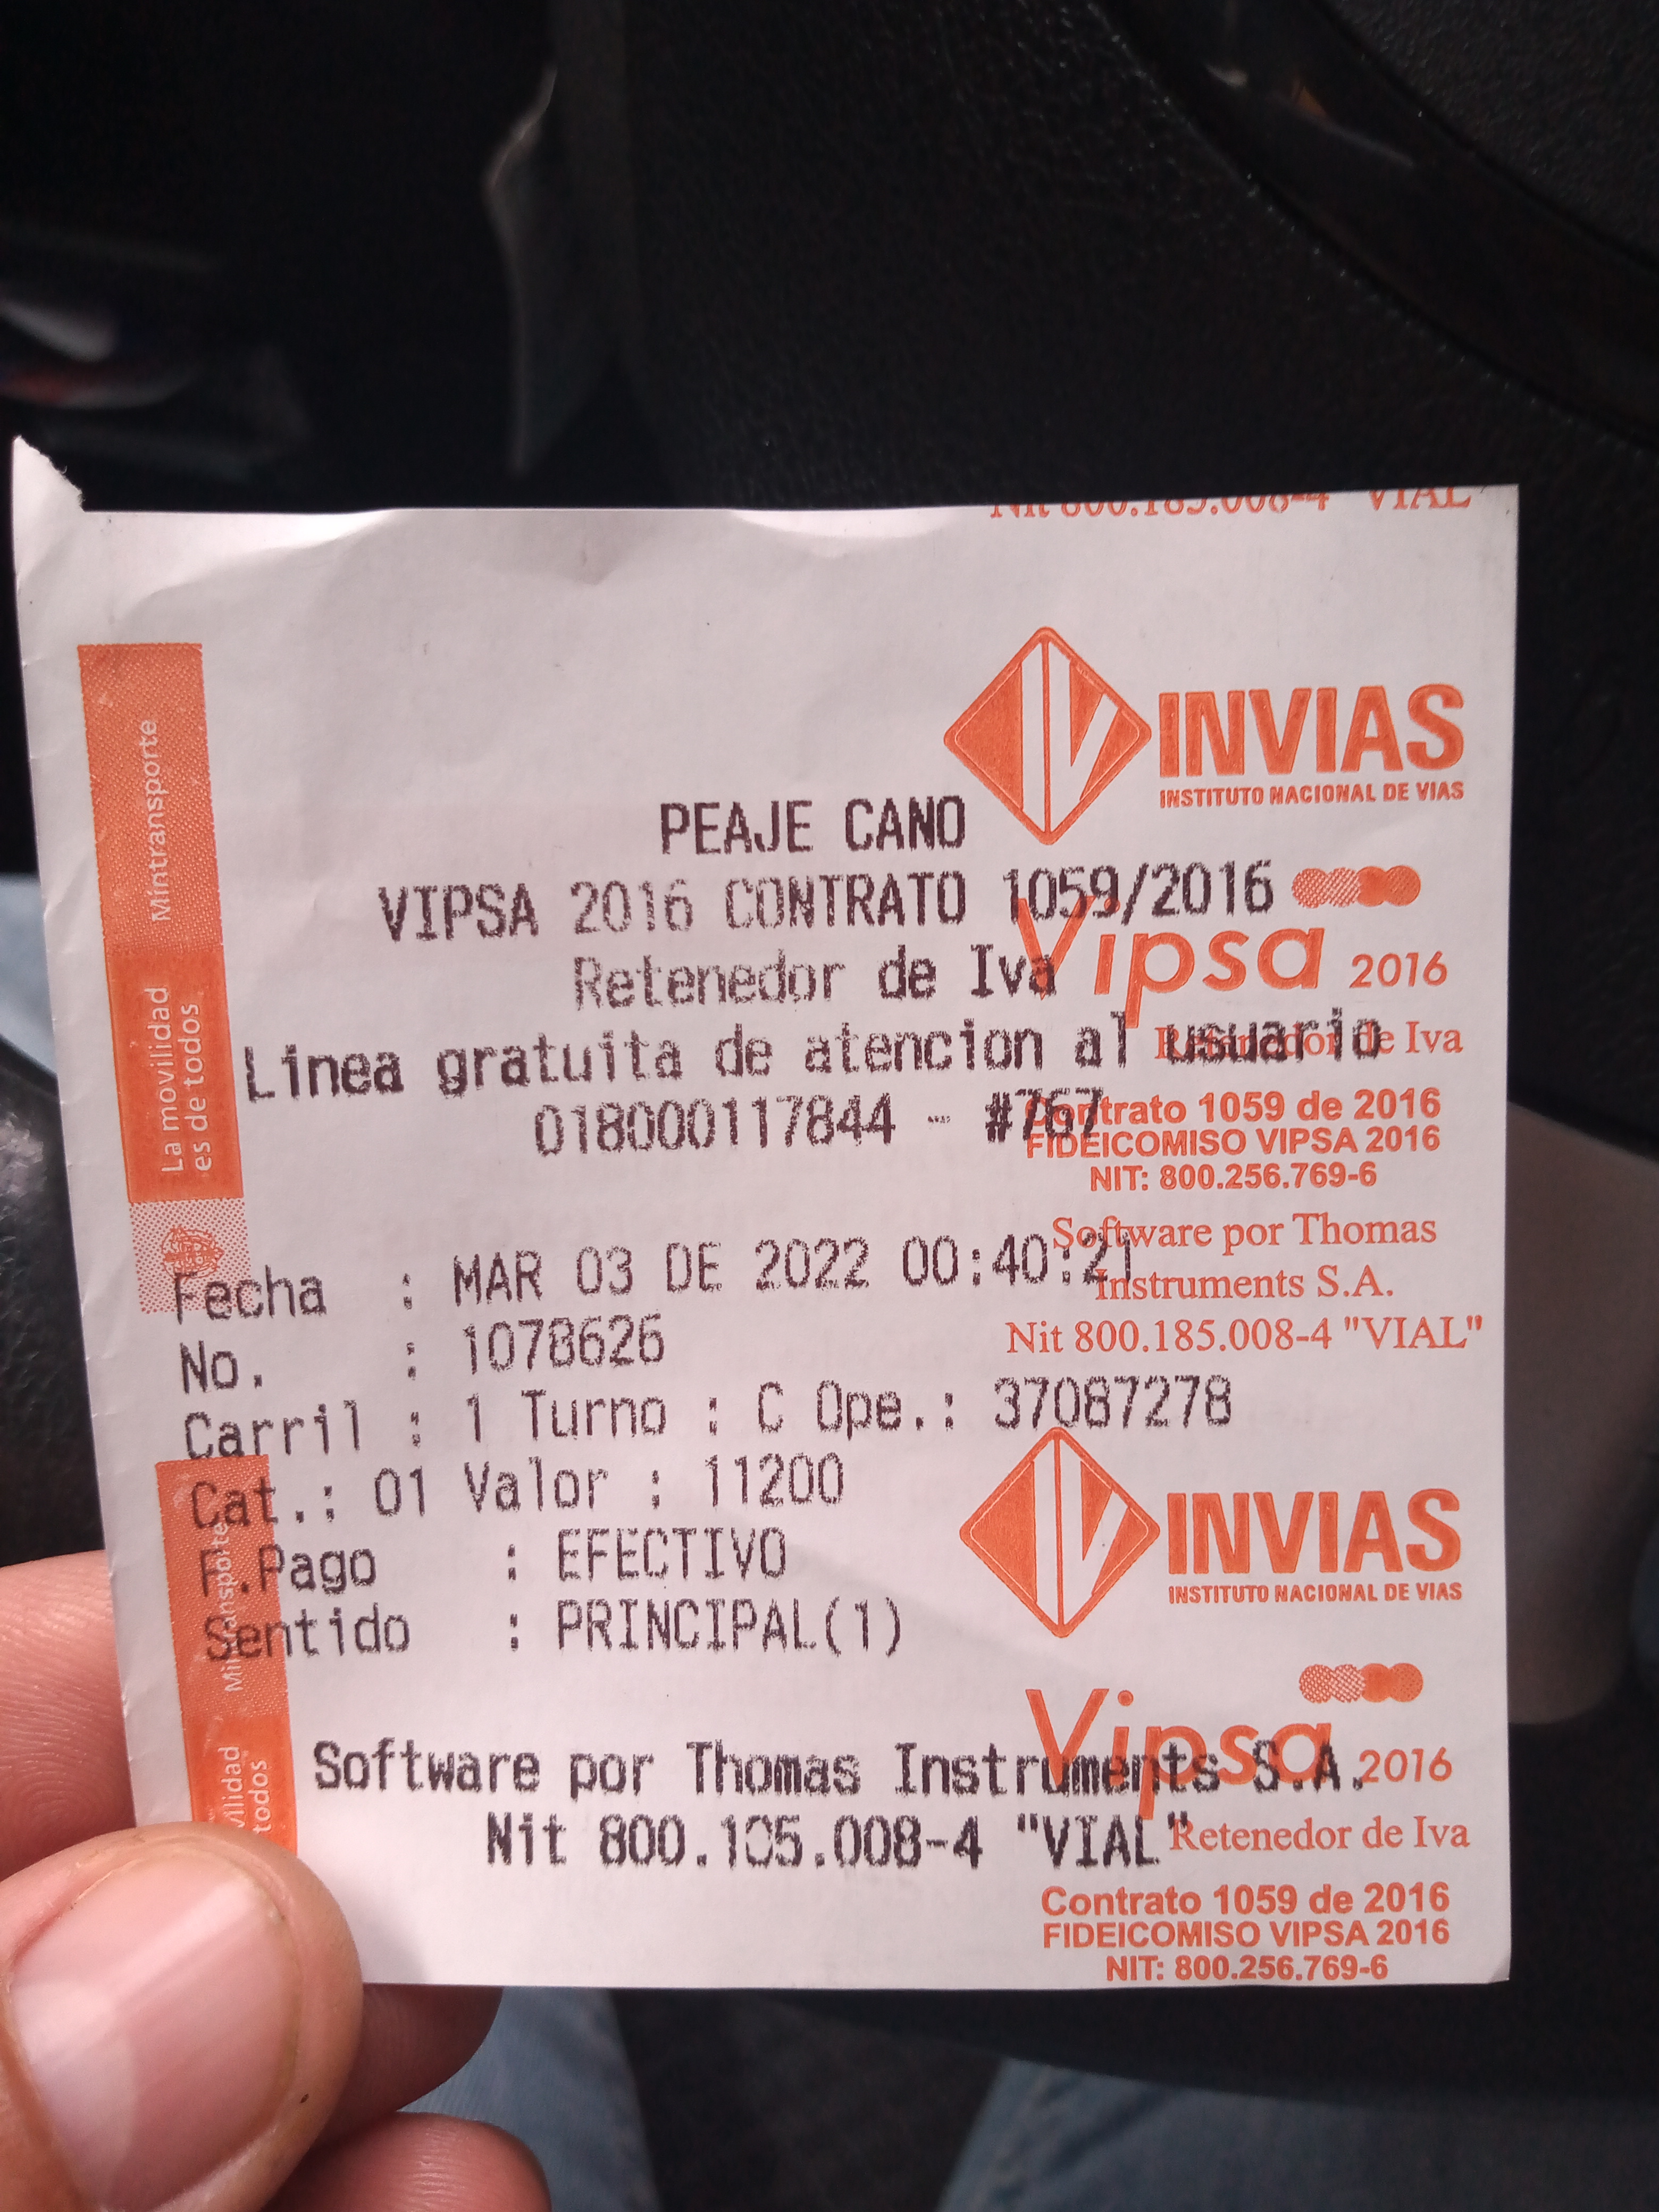 Nit 800.185.008-4 "VIAL"
Mintransporte
La movilidad
es de todos
INVIAS
INSTITUTO NACIONAL DE VIAS
PEAJE CANO
VIPSA 2016 CONTRATO 1059/2016
Vipsa 2016
Retenedor de Iva
Retenedor de Iva
Linea gratuita de atencion al usuario
018000117844 - #767
Contrato 1059 de 2016
FIDEICOMISO VIPSA 2016
NIT: 800.256.769-6
Software por Thomas
Instruments S.A.
Nit 800.185.008-4 "VIAL"
Fecha : MAR 03 DE 2022 00:40:21
No. : 1078626
Carril : 1 Turno : C Ope.: 37087278
Cat.: 01 Valor : 11200
F.Pago : EFECTIVO
Sentido : PRINCIPAL(1)
Mintransporte
vilidad
todos
INVIAS
INSTITUTO NACIONAL DE VIAS
Vipsa 2016
Software por Thomas Instruments S.A.
Nit 800.185.008-4 "VIAL"
Retenedor de Iva
Contrato 1059 de 2016
FIDEICOMISO VIPSA 2016
NIT: 800.256.769-6